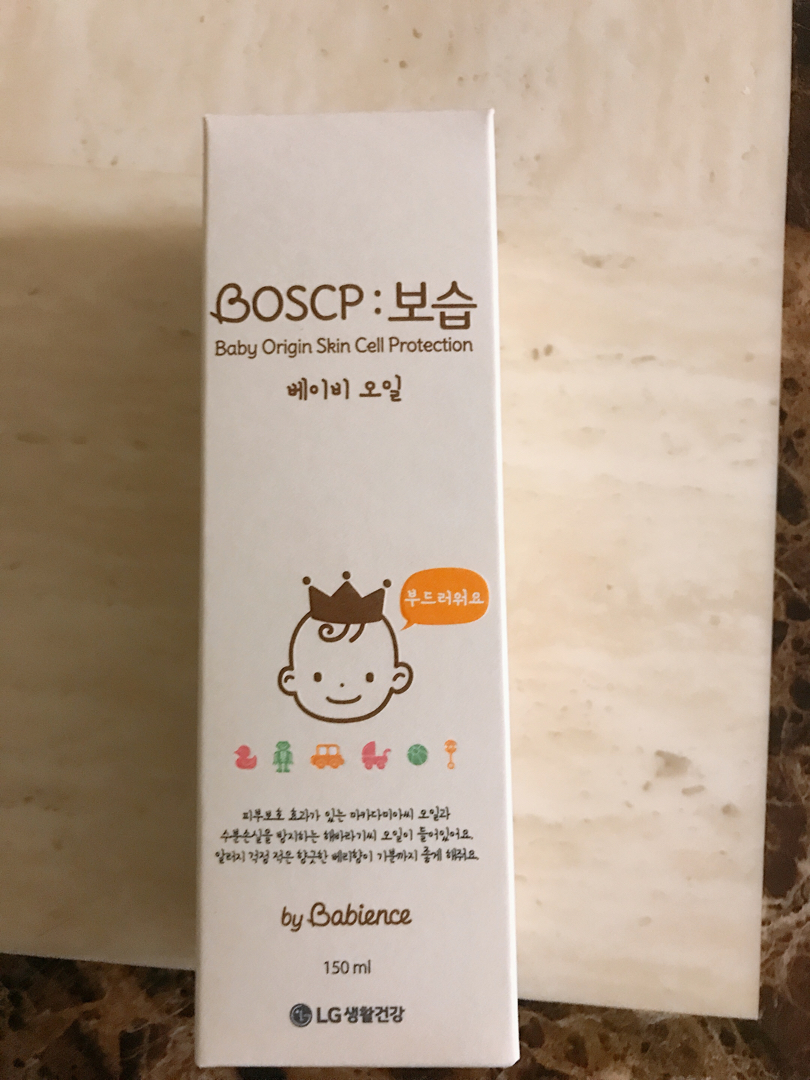 BOSCP : 보습
Baby Origin Skin Cell Protection
베이비 오일
부드러워요
피부보호 효과가 있는 마카다미아씨 오일과
수분손실을 방지하는 해바라기씨 오일이 들어있어요.
알러지 걱정 적은 향긋한 베리향이 기분까지 좋게 해줘요.
by Babience
150 ml
LG생활건강